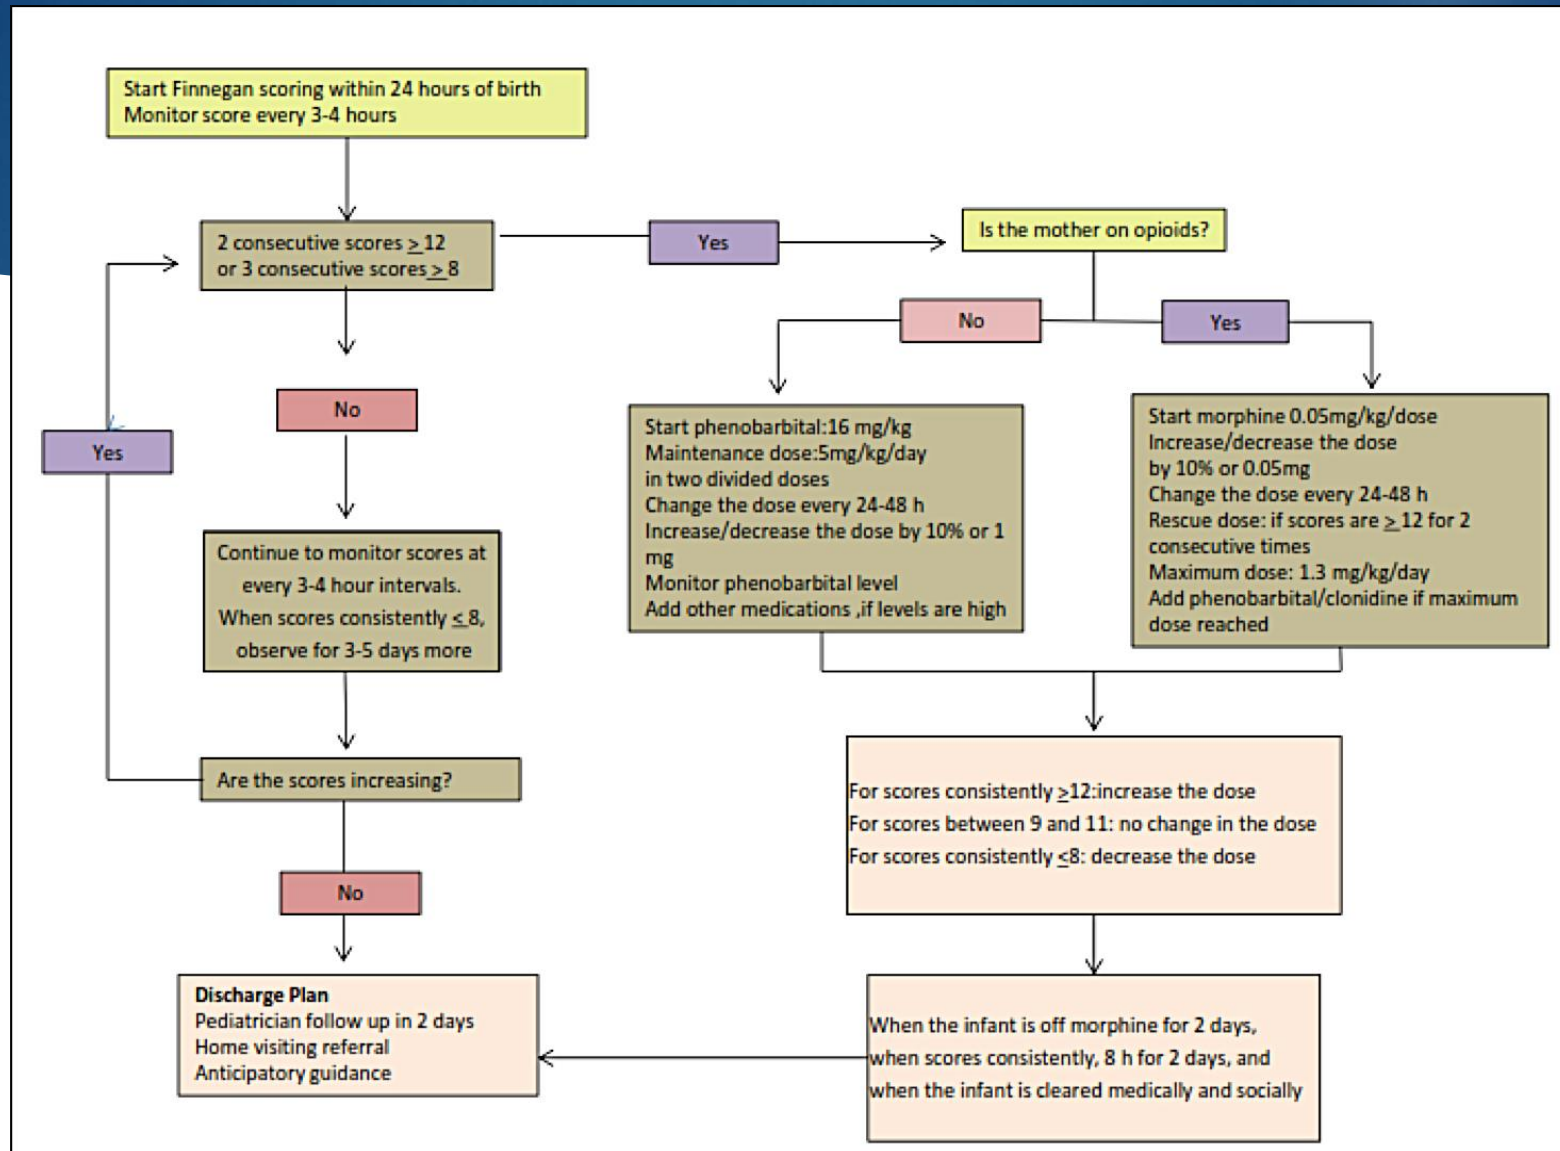 Start Finnegan scoring within 24 hours of birth
Monitor score every 3-4 hours
2 consecutive scores ≥ 12
or 3 consecutive scores ≥ 8
Yes
Is the mother on opioids?
No
Yes
No
Yes
Start phenobarbital:16 mg/kg
Maintenance dose:5mg/kg/day
in two divided doses
Change the dose every 24-48 h
Increase/decrease the dose by 10% or 1
mg
Monitor phenobarbital level
Add other medications ,if levels are high
Start morphine 0.05mg/kg/dose
Increase/decrease the dose
by 10% or 0.05mg
Change the dose every 24-48 h
Rescue dose: if scores are ≥ 12 for 2
consecutive times
Maximum dose: 1.3 mg/kg/day
Add phenobarbital/clonidine if maximum
dose reached
Continue to monitor scores at
every 3-4 hour intervals.
When scores consistently ≤ 8,
observe for 3-5 days more
Are the scores increasing?
For scores consistently ≥12:increase the dose
For scores between 9 and 11: no change in the dose
For scores consistently ≤8: decrease the dose
No
Discharge Plan
Pediatrician follow up in 2 days
Home visiting referral
Anticipatory guidance
When the infant is off morphine for 2 days,
when scores consistently, 8 h for 2 days, and
when the infant is cleared medically and socially